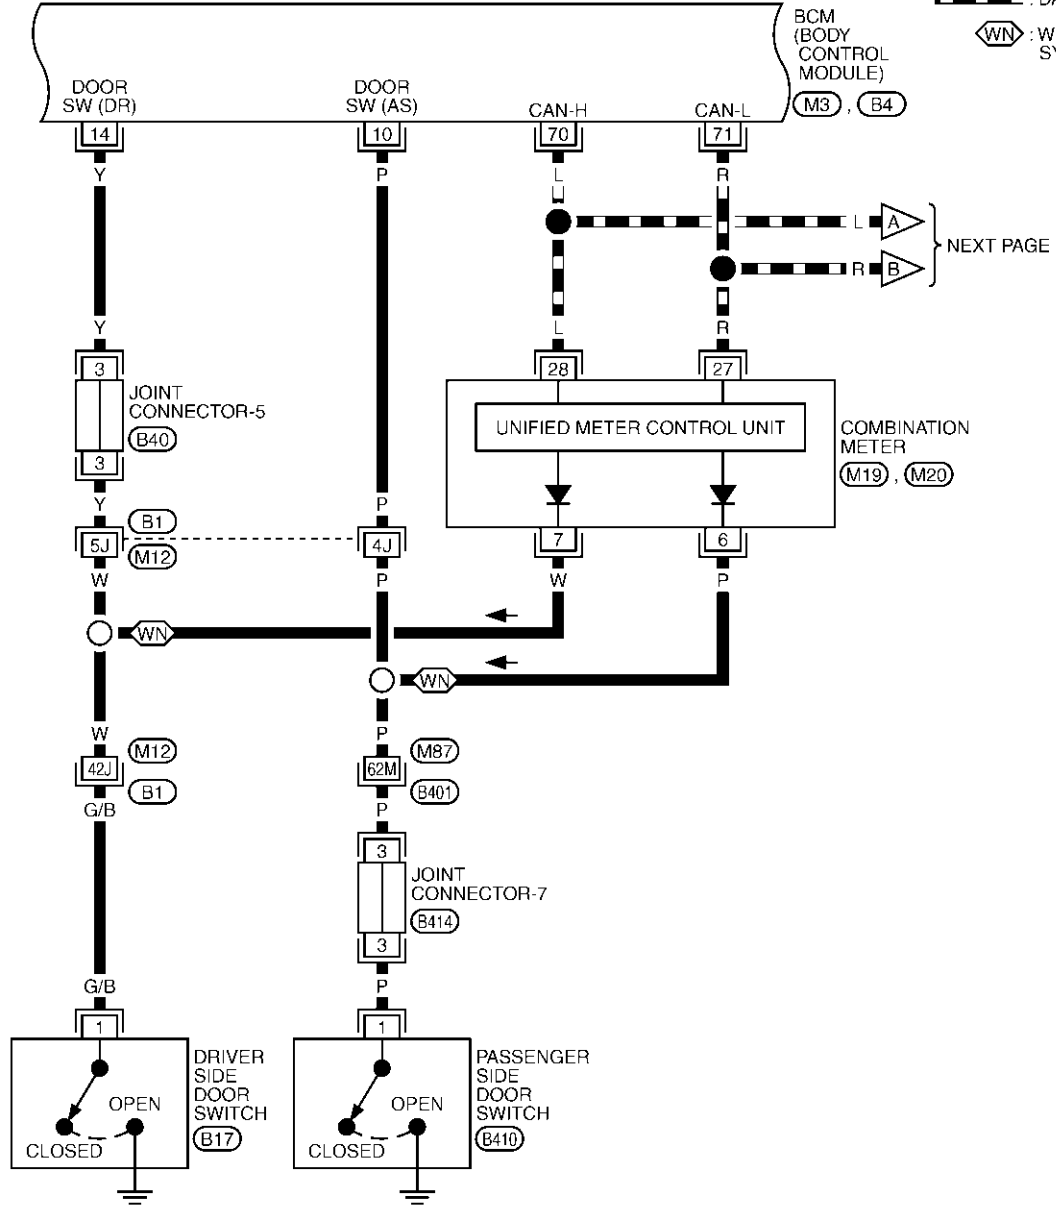 BCM
(BODY
CONTROL
MODULE)
M3 , B4
WN : W
DOOR
SW (DR)
DOOR
SW (AS)
CAN-H
CAN-L
14
10
70
71
Y
P
L
R
L
A
NEXT PAGE
R
B
Y
L
R
3
28
27
JOINT
CONNECTOR-5
B40
3
UNIFIED METER CONTROL UNIT
COMBINATION
METER
M19 , M20
Y
P
B1
5J
4J
7
6
M12
W
P
W
P
WN
WN
W
P
M12
M87
42J
62M
B1
B401
G/B
P
3
JOINT
CONNECTOR-7
B414
3
G/B
P
1
1
DRIVER
SIDE
DOOR
SWITCH
B17
OPEN
CLOSED
PASSENGER
SIDE
DOOR
SWITCH
B410
OPEN
CLOSED